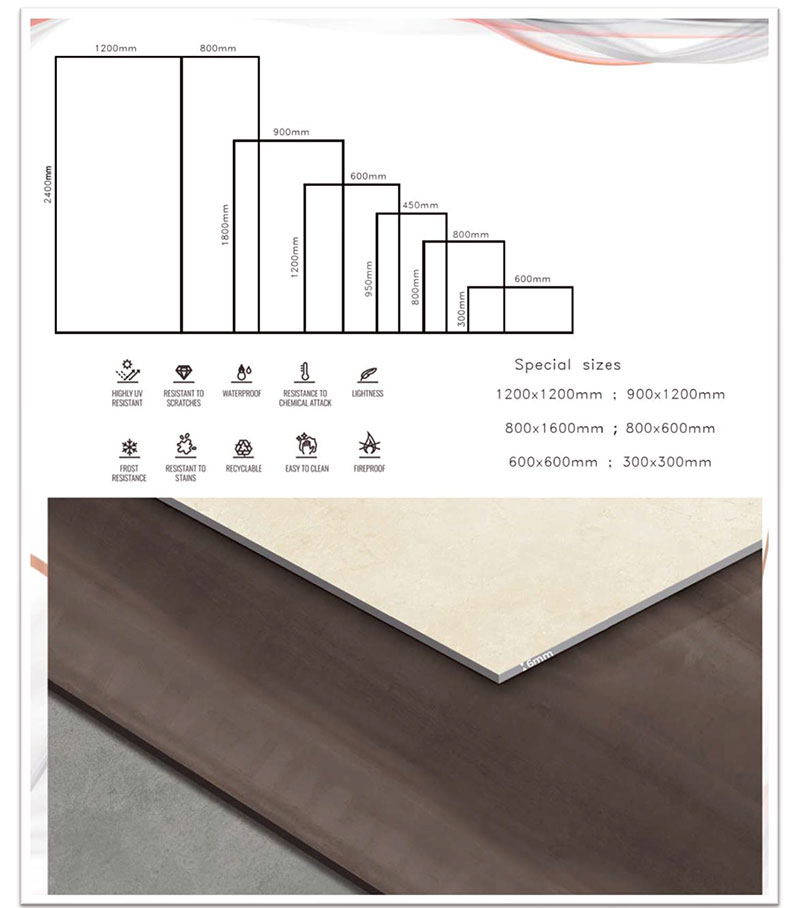 1200mm
800mm
2400mm
900mm
1800mm
600mm
1200mm
450mm
950mm
800mm
800mm
600mm
300mm
HIGHLY UV
RESISTANT
RESISTANT TO
SCRATCHES
WATERPROOF
RESISTANCE TO
CHEMICAL ATTACK
LIGHTNESS
FROST
RESISTANCE
RESISTANT TO
STAINS
RECYCLABLE
EASY TO CLEAN
FIREPROOF
Special sizes
1200x1200mm ; 900x1200mm
800x1600mm ; 800x600mm
600x600mm ; 300x300mm
6mm